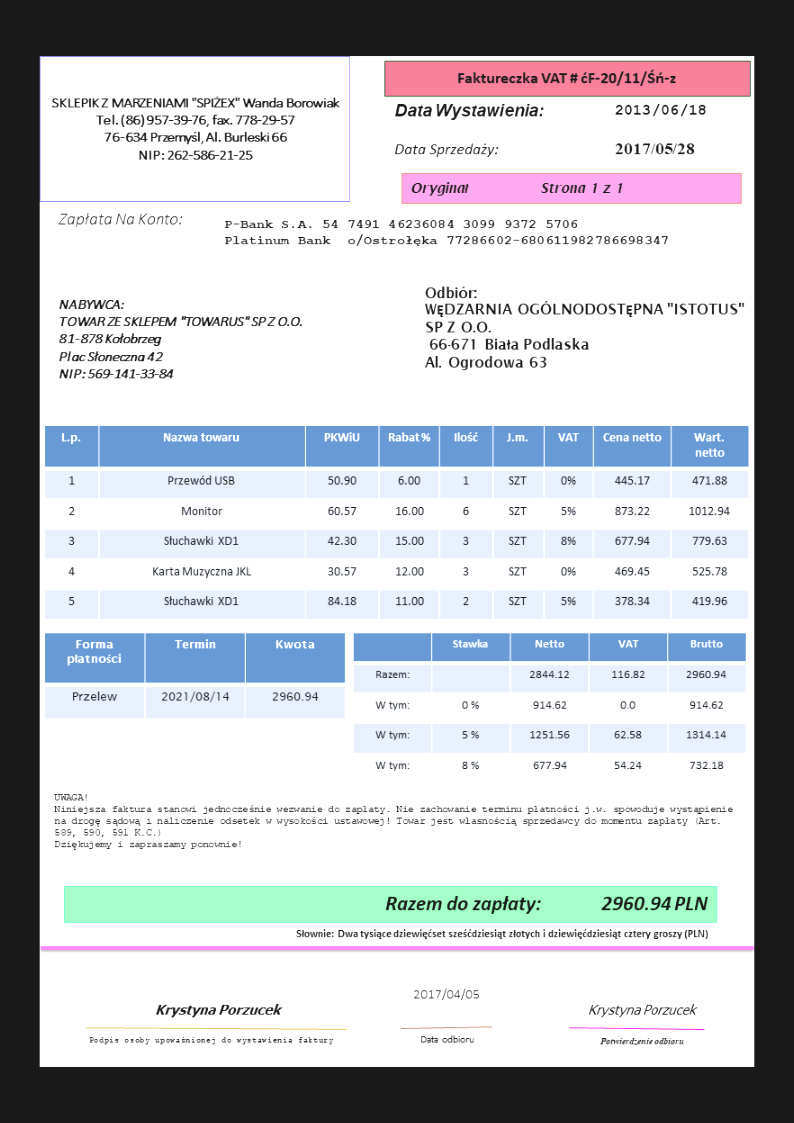 SKLEPIK Z MARZENIAMI "SPIŻEX" Wanda Borowiak
Tel. (86) 957-39-76, fax. 778-29-57
76-634 Przemyśl, Al. Burleski 66
NIP: 262-586-21-25
Faktureczka VAT # ćF-20/11/Śń-z
Data Wystawienia: 2013/06/18
Data Sprzedaży: 2017/05/28
Oryginał Strona 1 z 1
Zapłata Na Konto: P-Bank S.A. 54 7491 46236084 3099 9372 5706
Platinum Bank o/Ostrołęka 77286602-680611982786698347
NABYWCA:
TOWAR ZE SKLEPEM "TOWARUS" SP Z O.O.
81-878 Kołobrzeg
Plac Słoneczna 42
NIP: 569-141-33-84
Odbiór:
WĘDZARNIA OGÓLNODOSTĘPNA "ISTOTUS"
SP Z O.O.
66-671 Biała Podlaska
Al. Ogrodowa 63
L.p. Nazwa towaru PKWiU Rabat % Ilość J.m. VAT Cena netto Wart.
netto
1 Przewód USB 50.90 6.00 1 SZT 0% 445.17 471.88
2 Monitor 60.57 16.00 6 SZT 5% 873.22 1012.94
3 Słuchawki XD1 42.30 15.00 3 SZT 8% 677.94 779.63
4 Karta Muzyczna JKL 30.57 12.00 3 SZT 0% 469.45 525.78
5 Słuchawki XD1 84.18 11.00 2 SZT 5% 378.34 419.96
Forma
płatności Termin Kwota
Przelew 2021/08/14 2960.94
Stawka Netto VAT Brutto
Razem: 2844.12 116.82 2960.94
W tym: 0 % 914.62 0.0 914.62
W tym: 5 % 1251.56 62.58 1314.14
W tym: 8 % 677.94 54.24 732.18
UWAGA!
Niniejsza faktura stanowi jednocześnie wezwanie do zapłaty. Nie zachowanie terminu płatności j.w. spowoduje wystąpienie
na drogę sądową i naliczenie odsetek w wysokości ustawowej! Towar jest własnością sprzedawcy do momentu zapłaty (Art.
589, 590, 591 K.C.)
Dziękujemy i zapraszamy ponownie!
Razem do zapłaty: 2960.94 PLN
Słownie: Dwa tysiące dziewięćset sześćdziesiąt złotych i dziewięćdziesiąt cztery groszy (PLN)
Krystyna Porzucek
Podpis osoby upoważnionej do wystawienia faktury
2017/04/05
Data odbioru
Krystyna Porzucek
Potwierdzenie odbioru